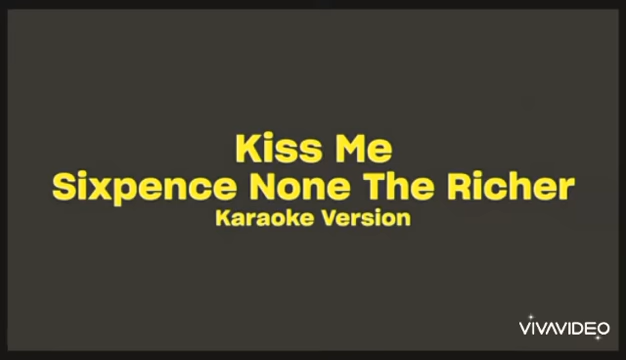 Kiss Me
Sixpence None The Richer
Karaoke Version
VIVAVIDEO